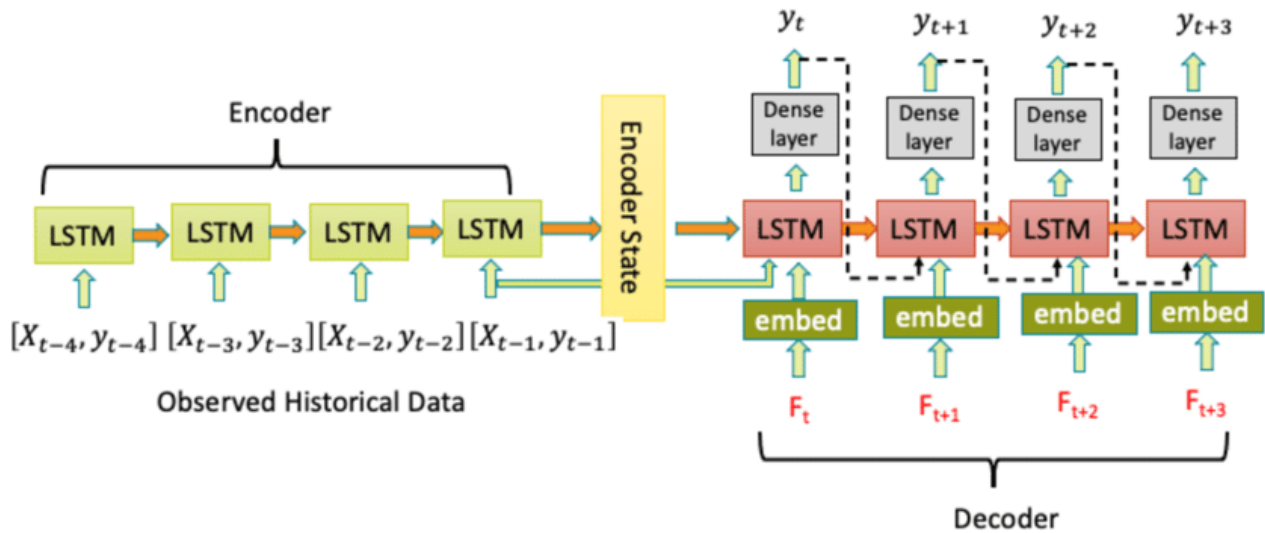 y_t y_{t+1} y_{t+2} y_{t+3}
Encoder
Dense layer Dense layer Dense layer Dense layer
Encoder State
LSTM LSTM LSTM LSTM LSTM LSTM LSTM LSTM
embed embed embed embed
[X_{t−4}, y_{t−4}] [X_{t−3}, y_{t−3}] [X_{t−2}, y_{t−2}] [X_{t−1}, y_{t−1}]
Observed Historical Data
F_t F_{t+1} F_{t+2} F_{t+3}
Decoder